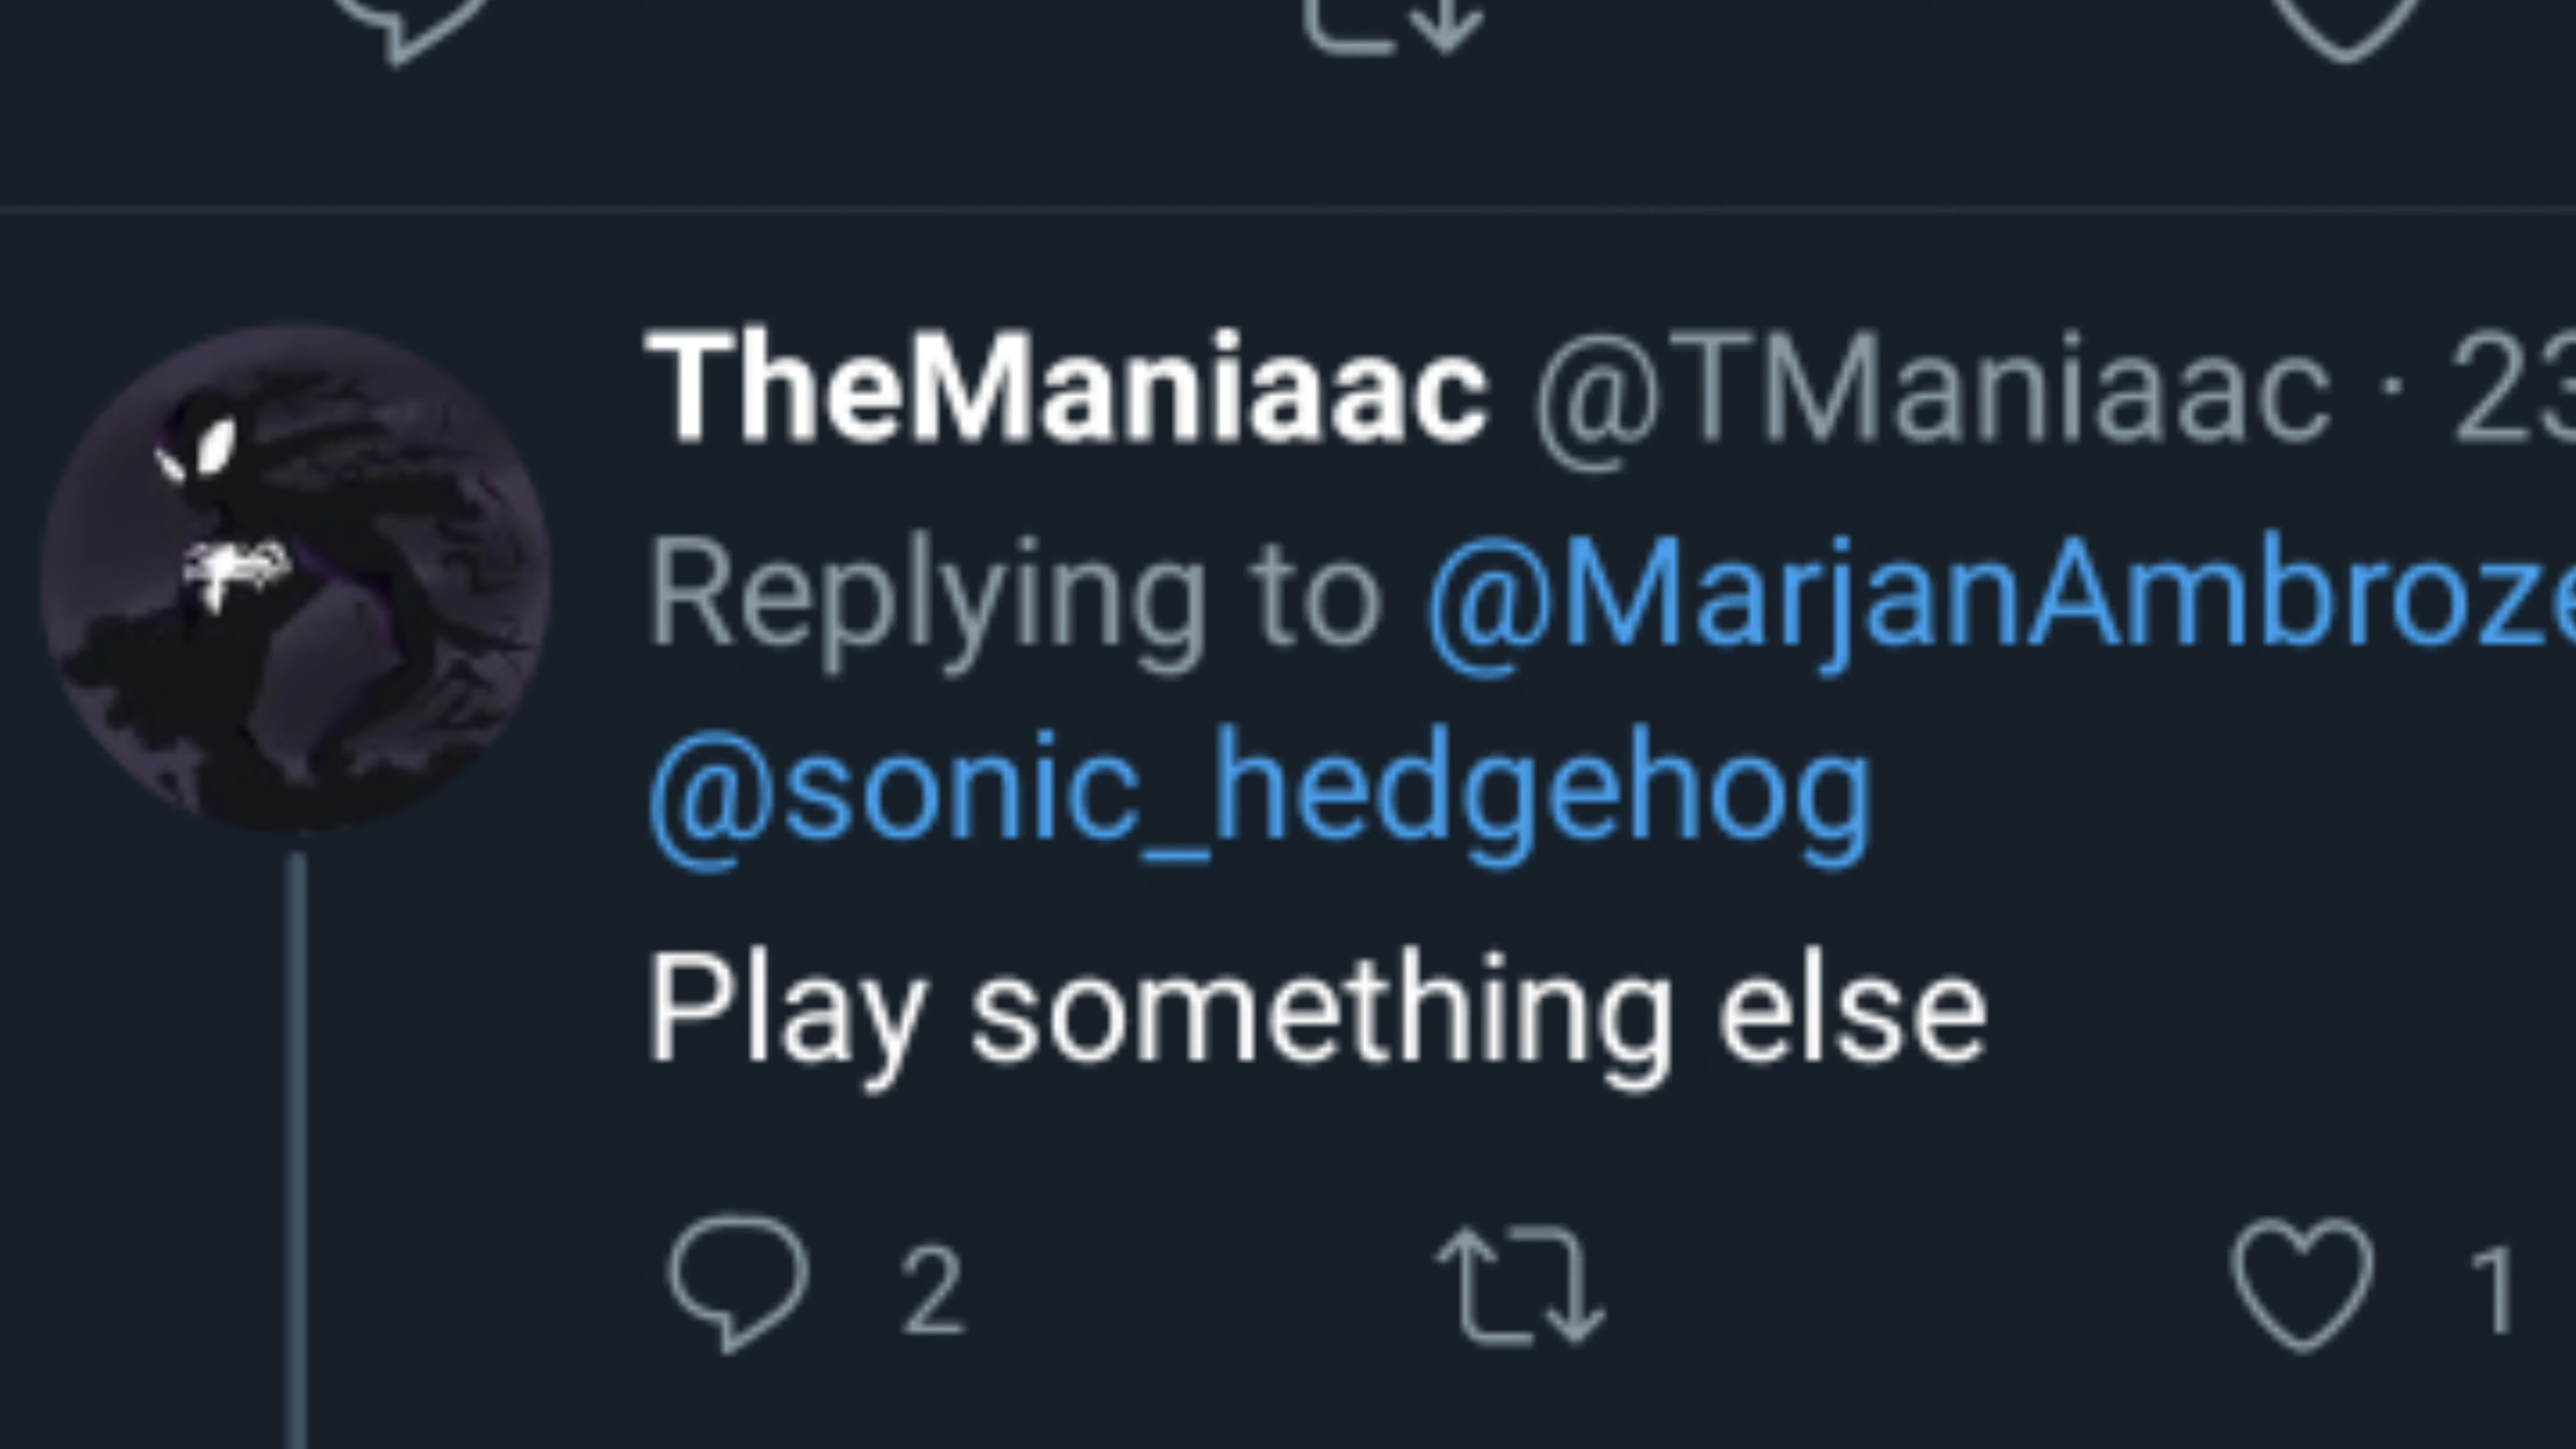 TheManiaac @TManiaac · 23
Replying to @MarjanAmbroze
@sonic_hedgehog
Play something else
2 1